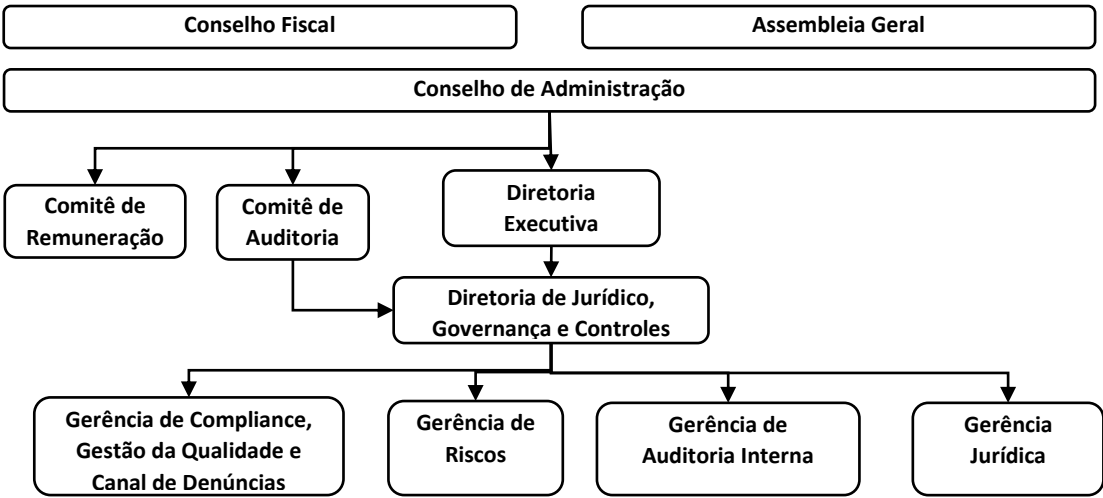 Conselho Fiscal
Assembleia Geral
Conselho de Administração
Comitê de
Remuneração
Comitê de
Auditoria
Diretoria
Executiva
Diretoria de Jurídico,
Governança e Controles
Gerência de Compliance,
Gestão da Qualidade e
Canal de Denúncias
Gerência de
Riscos
Gerência de
Auditoria Interna
Gerência
Jurídica